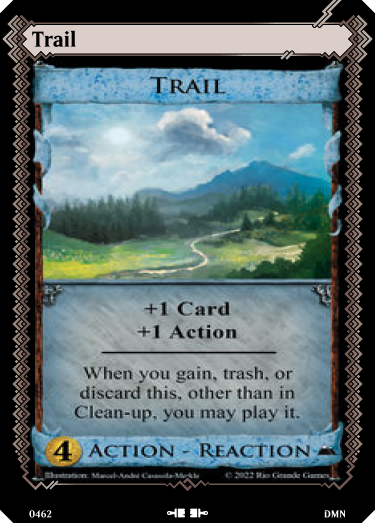 Trail
TRAIL
+1 Card
+1 Action
When you gain, trash, or
discard this, other than in
Clean-up, you may play it.
4 ACTION - REACTION
Illustration: Marcel-André Casasola-Merkle © 2022 Rio Grande Games
0462 DMN